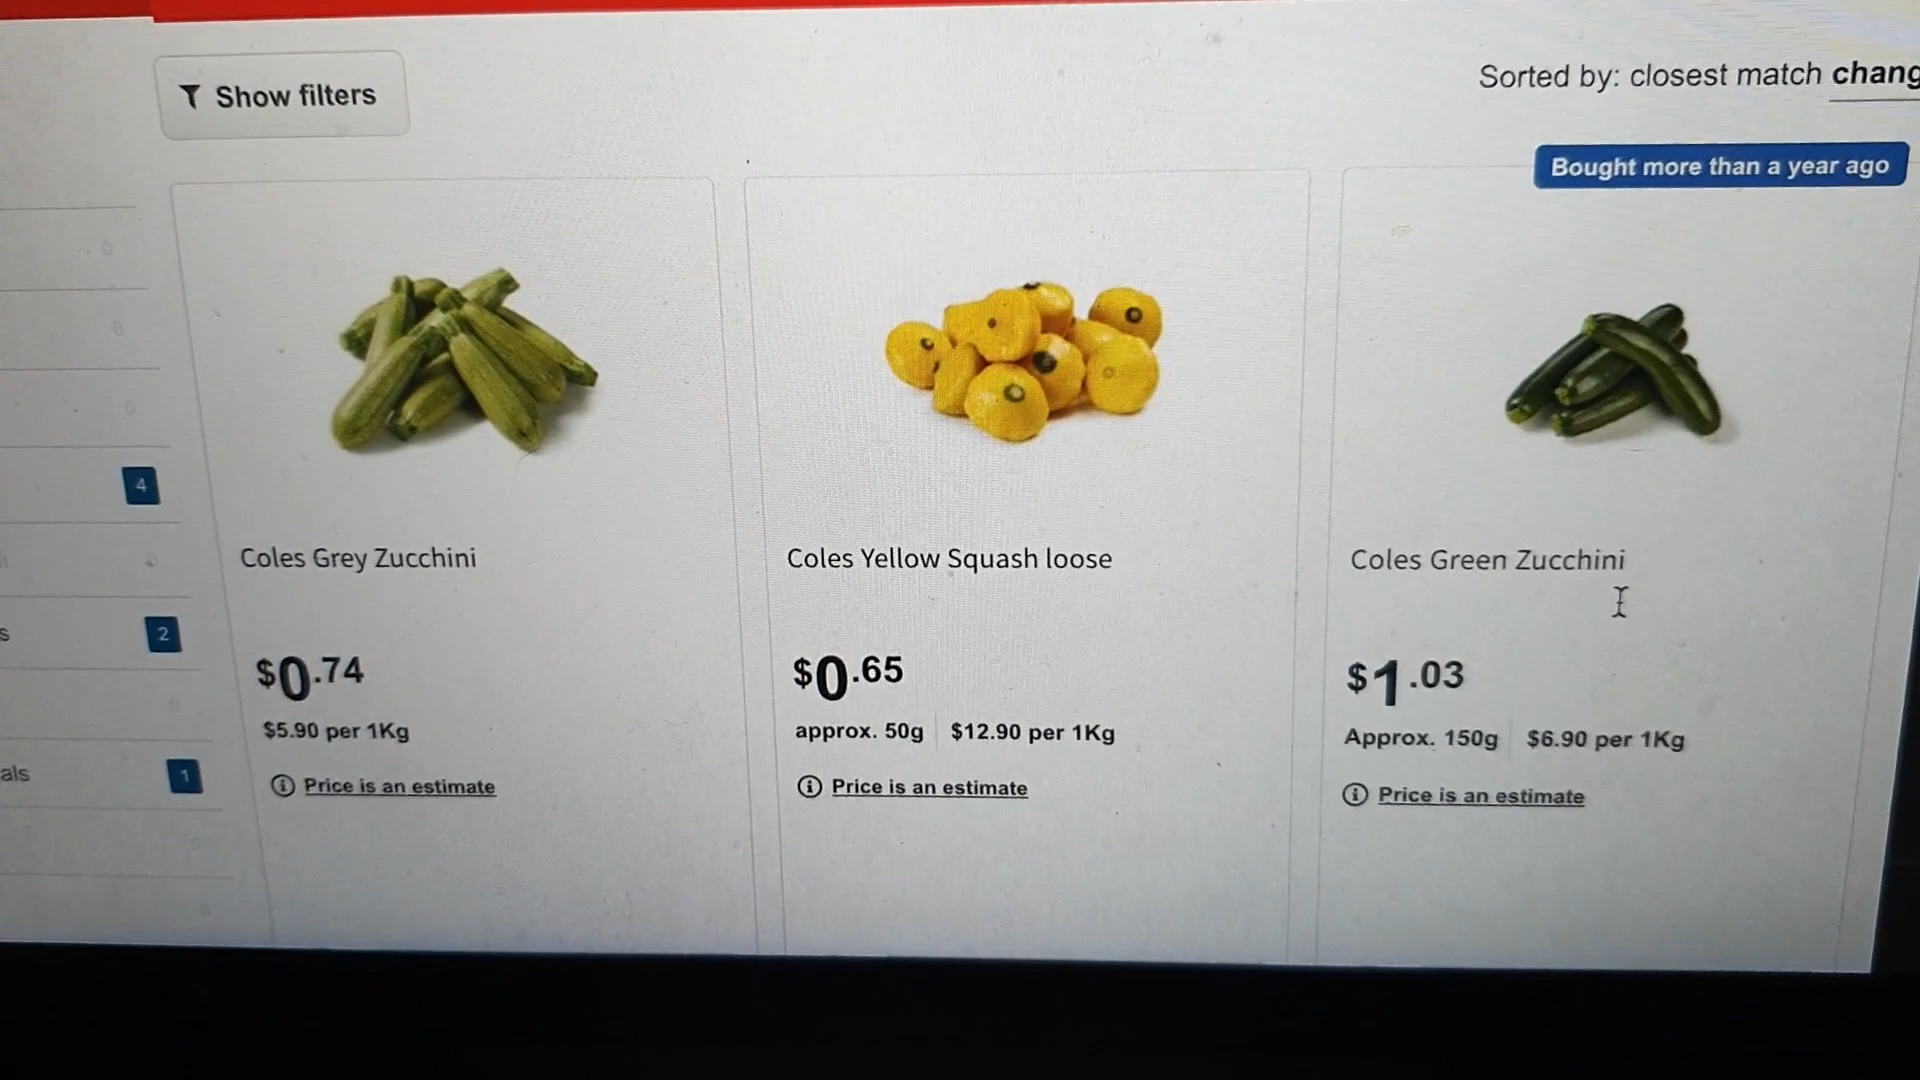 Show filters
Sorted by: closest match chang
Bought more than a year ago
4
2
s
als
1
Coles Grey Zucchini
$0.74
$5.90 per 1Kg
Price is an estimate
Coles Yellow Squash loose
$0.65
approx. 50g $12.90 per 1Kg
Price is an estimate
Coles Green Zucchini
$1.03
Approx. 150g $6.90 per 1Kg
Price is an estimate